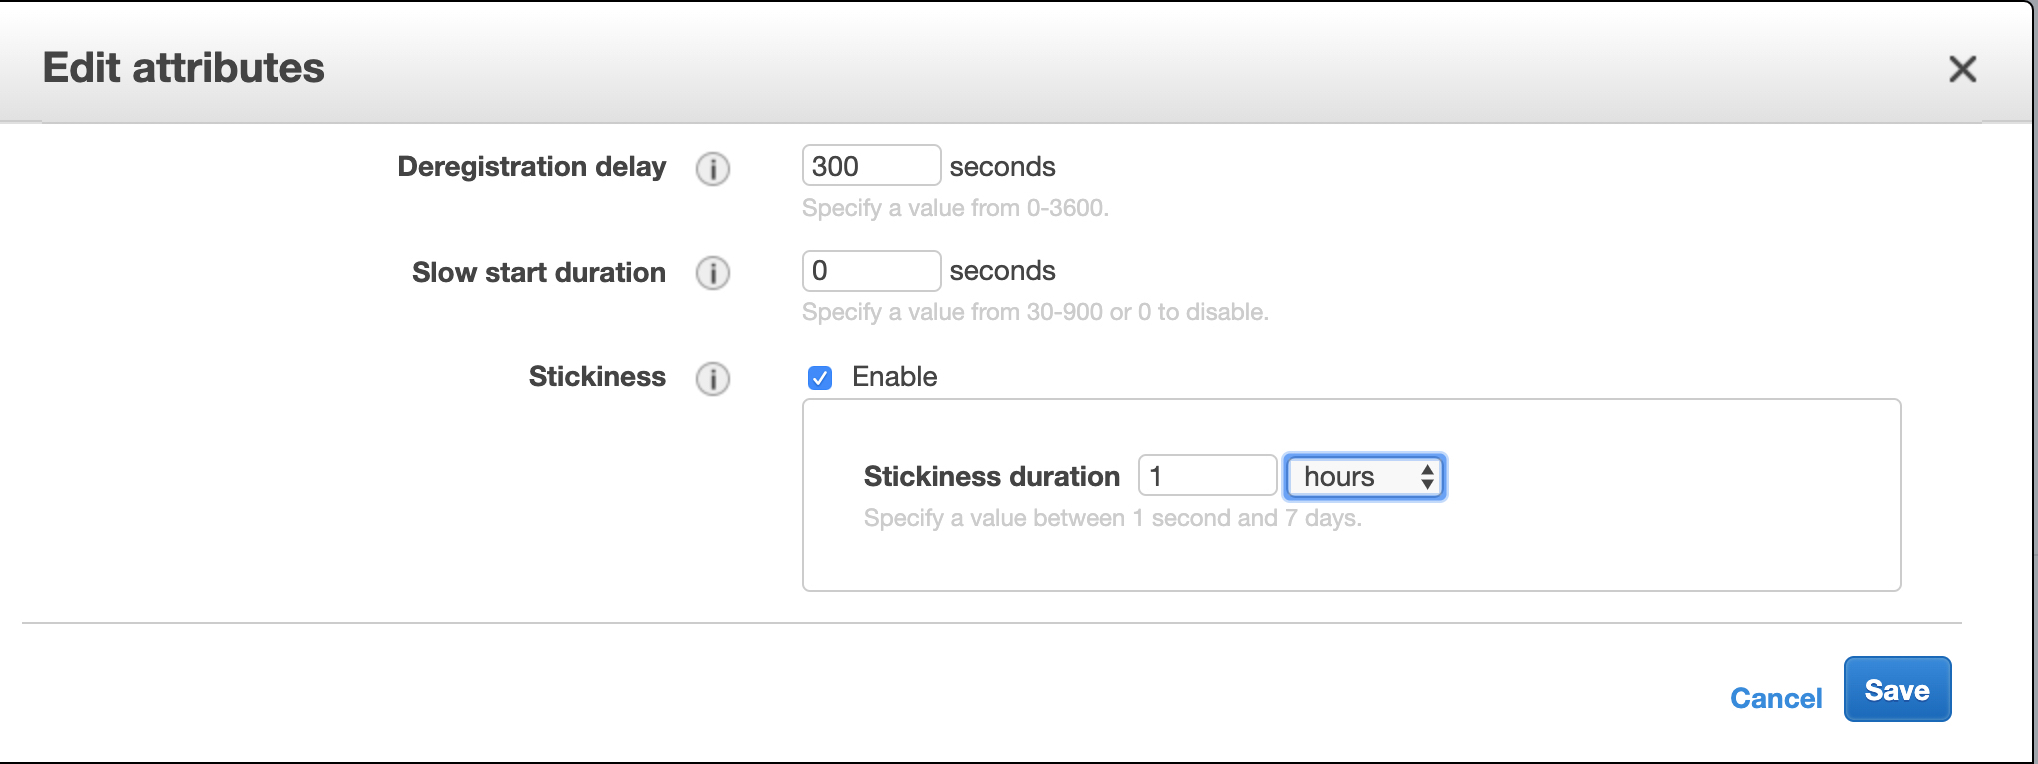 Edit attributes
Deregistration delay 300 seconds
Specify a value from 0-3600.
Slow start duration 0 seconds
Specify a value from 30-900 or 0 to disable.
Stickiness Enable
Stickiness duration 1 hours
Specify a value between 1 second and 7 days.
Cancel Save